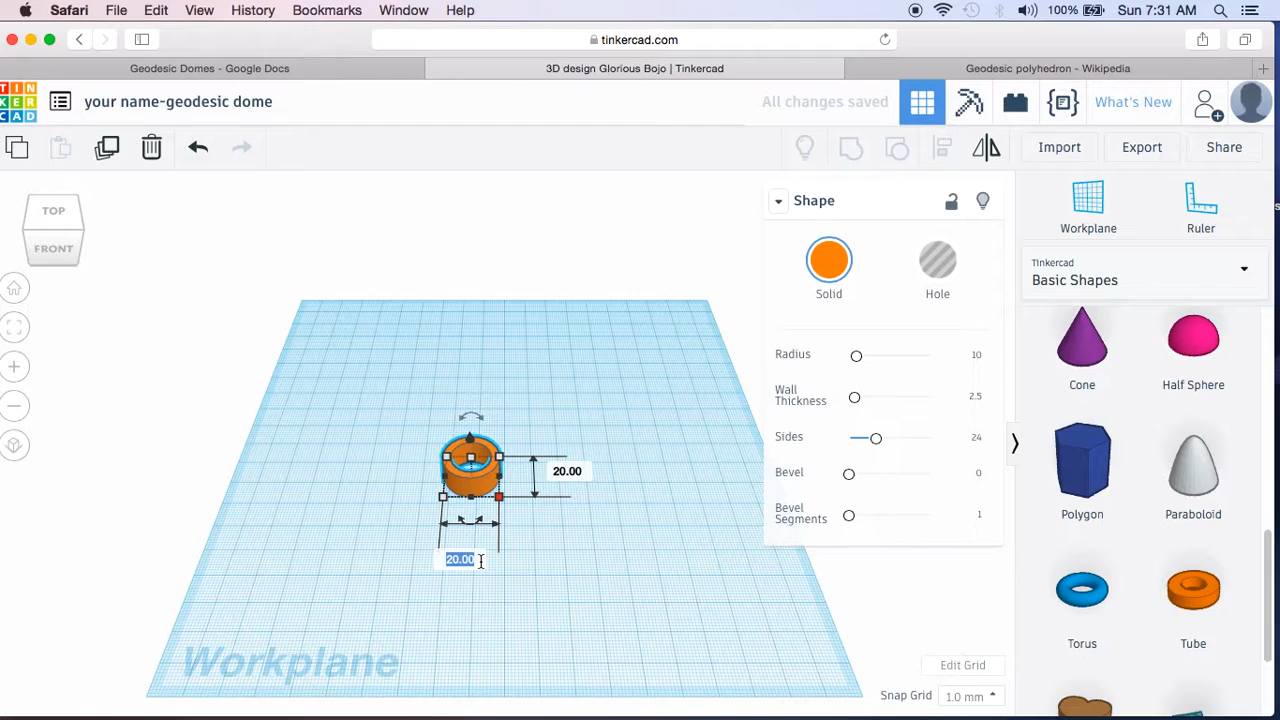 Safari File Edit View History Bookmarks Window Help 100% Sun 7:31 AM
tinkercad.com
Geodesic Domes - Google Docs 3D design Glorious Bojo | Tinkercad Geodesic polyhedron - Wikipedia
TIN
KER
CAD
your name-geodesic dome All changes saved What's New
Import Export Share
TOP
FRONT
Shape
Solid Hole
Radius 10
Wall
Thickness 2.5
Sides 24
Bevel 0
Bevel
Segments 1
Workplane Ruler
Tinkercad
Basic Shapes
Cone Half Sphere
Polygon Paraboloid
Torus Tube
20.00
20.00
Workplane
Edit Grid
Snap Grid 1.0 mm